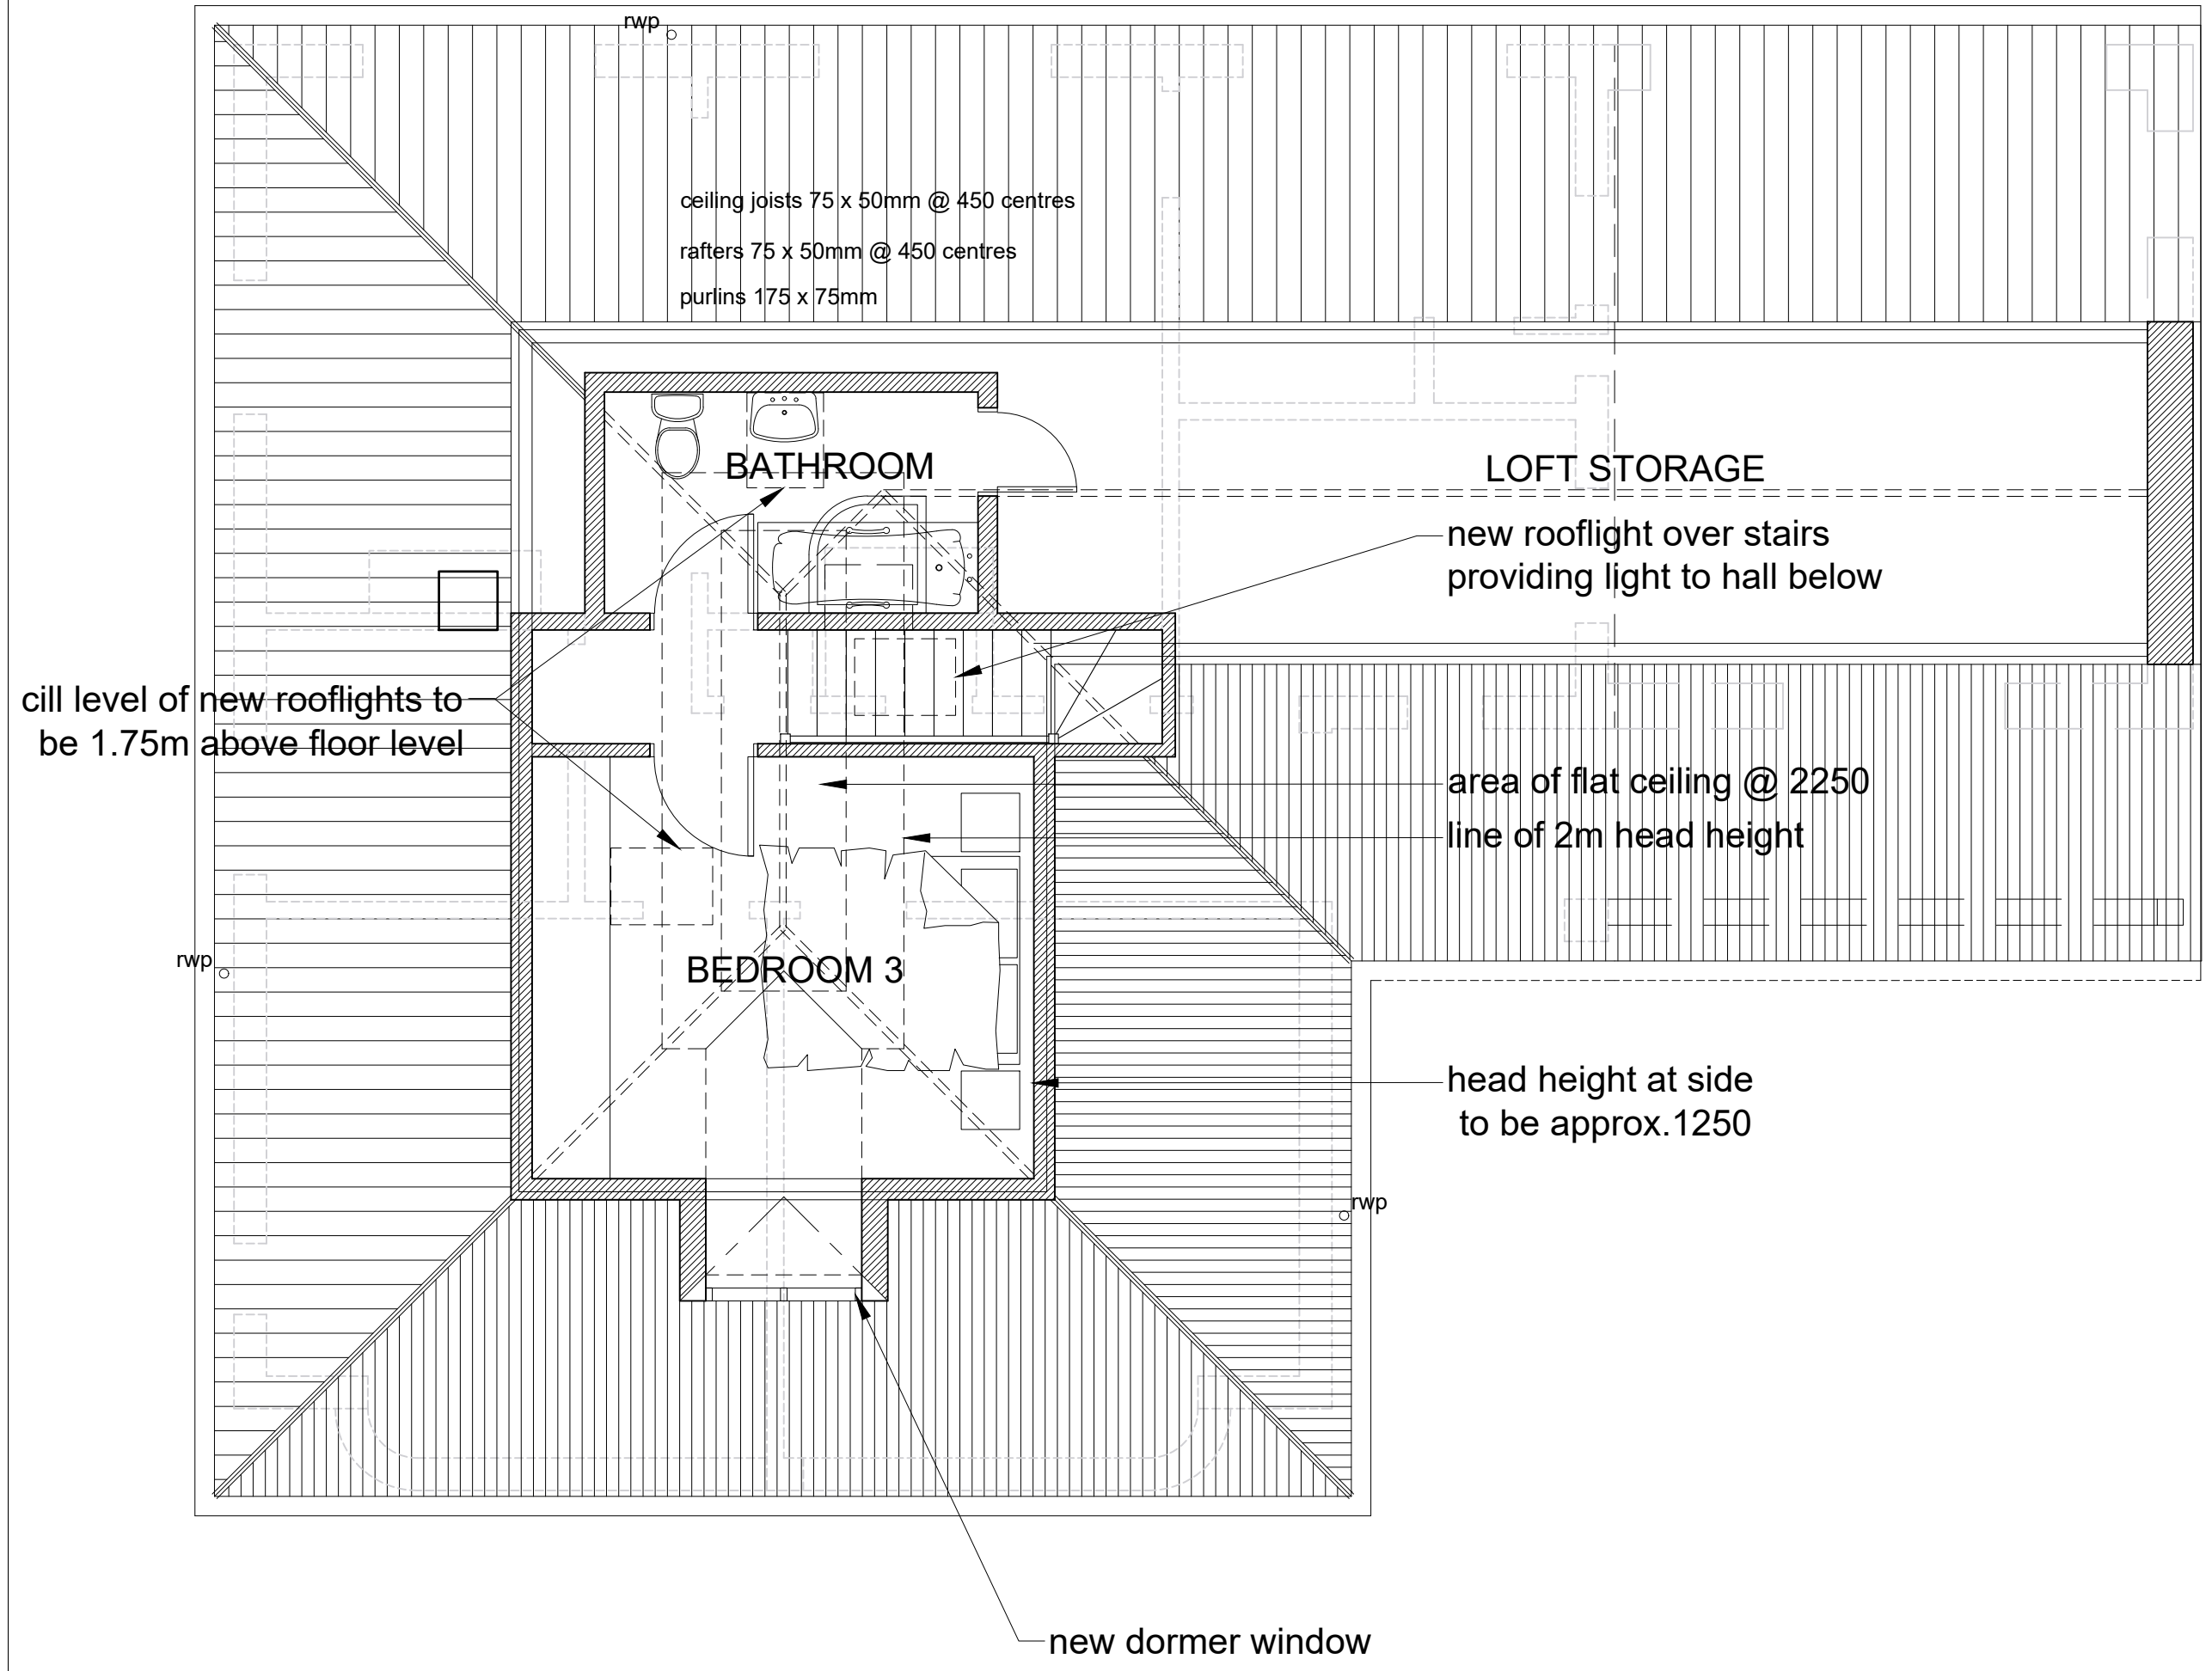 rwp
ceiling joists 75 x 50mm @ 450 centres
rafters 75 x 50mm @ 450 centres
purlins 175 x 75mm
BATHROOM
LOFT STORAGE
new rooflight over stairs
providing light to hall below
cill level of new rooflights to
be 1.75m above floor level
area of flat ceiling @ 2250
line of 2m head height
rwp
BEDROOM 3
head height at side
to be approx.1250
rwp
new dormer window